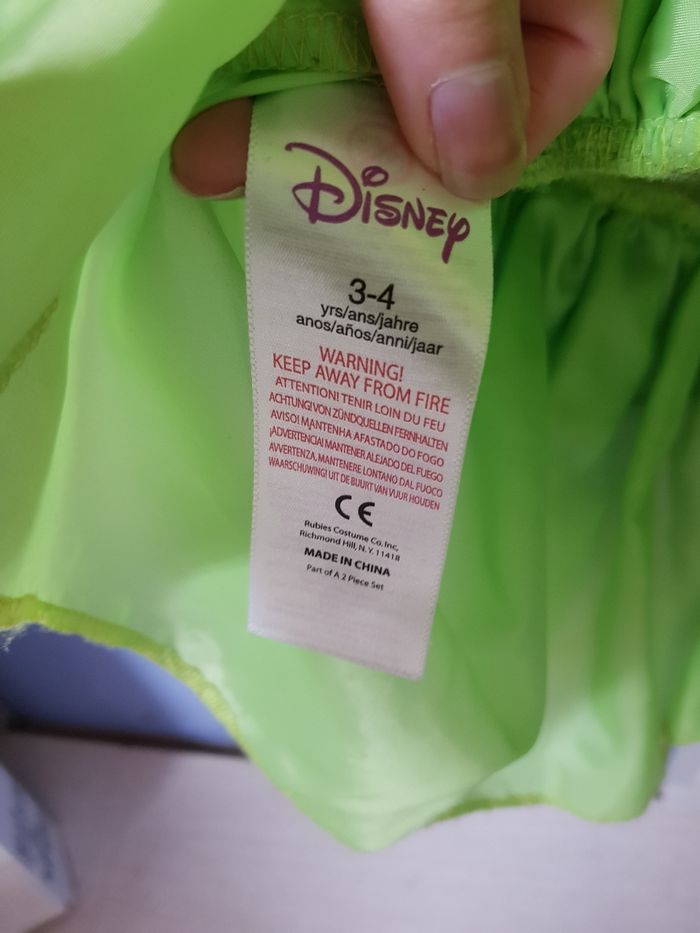 Disney
3-4
yrs/ans/jahre
anos/años/anni/jaar
WARNING!
KEEP AWAY FROM FIRE
ATTENTION! TENIR LOIN DU FEU
ACHTUNG!VON ZÜNDQUELLEN FERNHALTEN
AVISO! MANTENHA AFASTADO DO FOGO
¡ADVERTENCIA! MANTENER ALEJADO DEL FUEGO
AVVERTENZA, MANTENERE LONTANO DAL FUOCO
WAARSCHUWING! UIT DE BUURT VAN VUUR HOUDEN
CE
Rubies Costume Co. Inc,
Richmond Hill, N. Y. 11418
MADE IN CHINA
Part of A 2 Piece Set